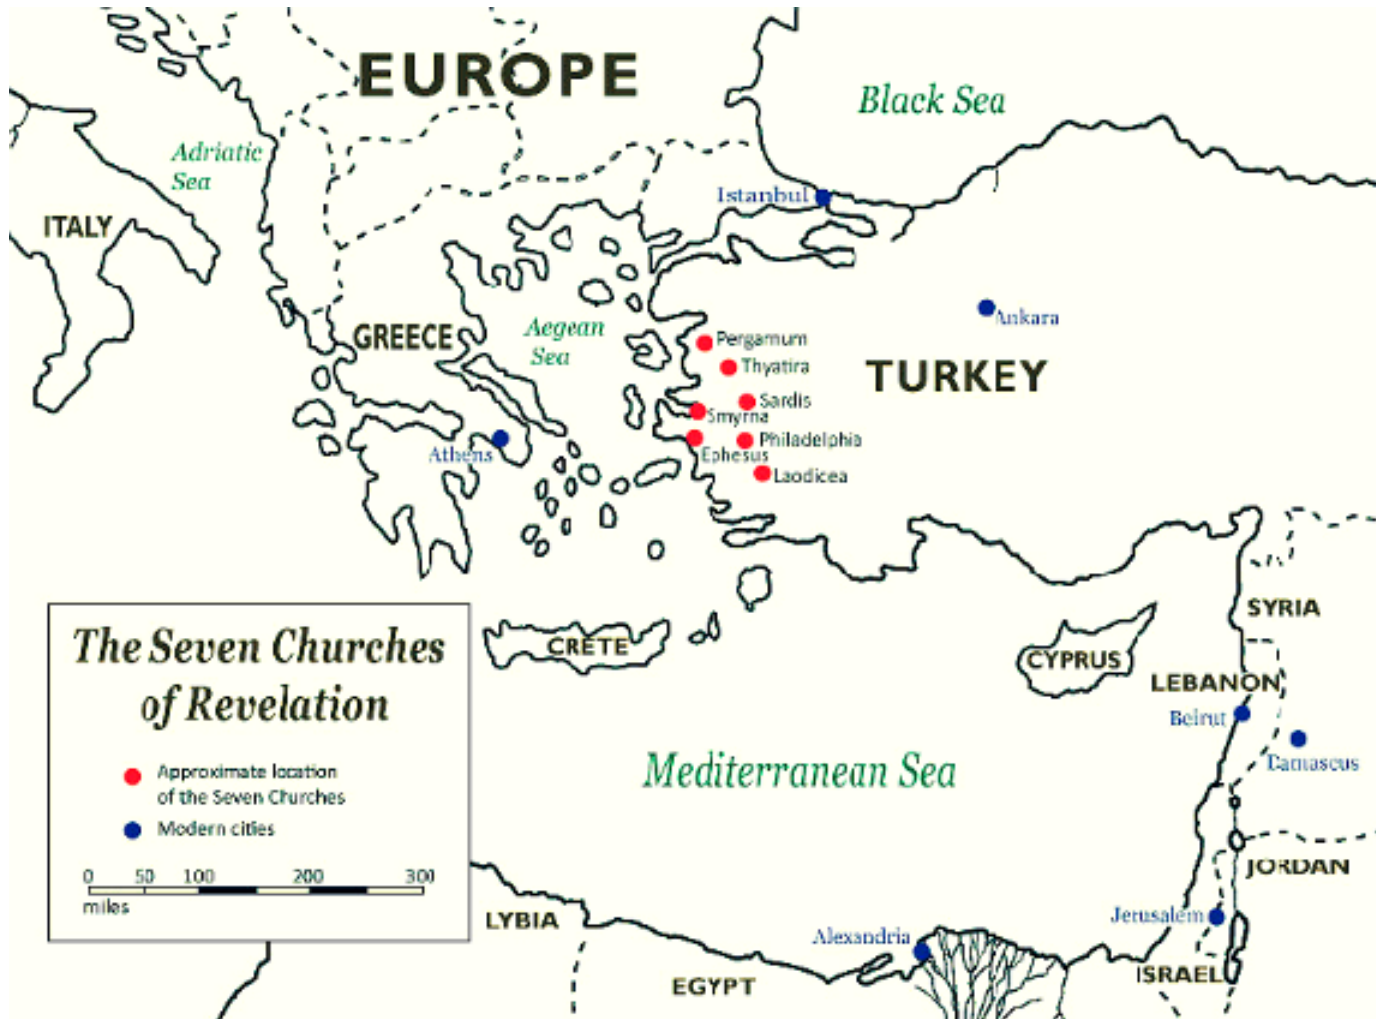 EUROPE
Black Sea
Adriatic
Sea
ITALY
Istanbul
Ankara
GREECE
Aegean
Sea
Pergamum
Thyatira
TURKEY
Sardis
Smyrna
Philadelphia
Athens
Ephesus
Laodicea
SYRIA
CRETE
CYPRUS
LEBANON
Beirut
Damascus
Mediterranean Sea
The Seven Churches
of Revelation
Approximate location
of the Seven Churches
Modern cities
0 50 100 200 300
miles
JORDAN
LYBIA
Jerusalem
Alexandria
ISRAEL
EGYPT